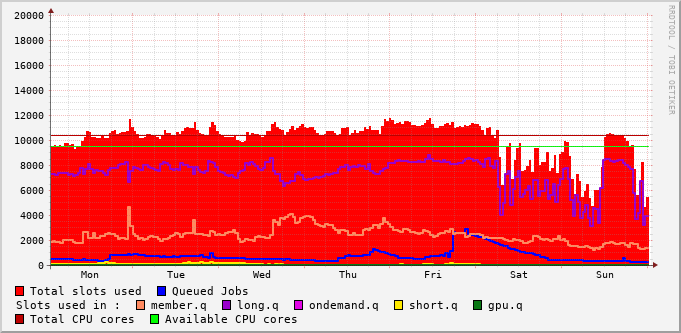 RRDTOOL / TOBI OETIKER
20000
18000
16000
14000
12000
10000
8000
6000
4000
2000
0
Mon Tue Wed Thu Fri Sat Sun
Total slots used Queued Jobs
Slots used in : member.q long.q ondemand.q short.q gpu.q
Total CPU cores Available CPU cores